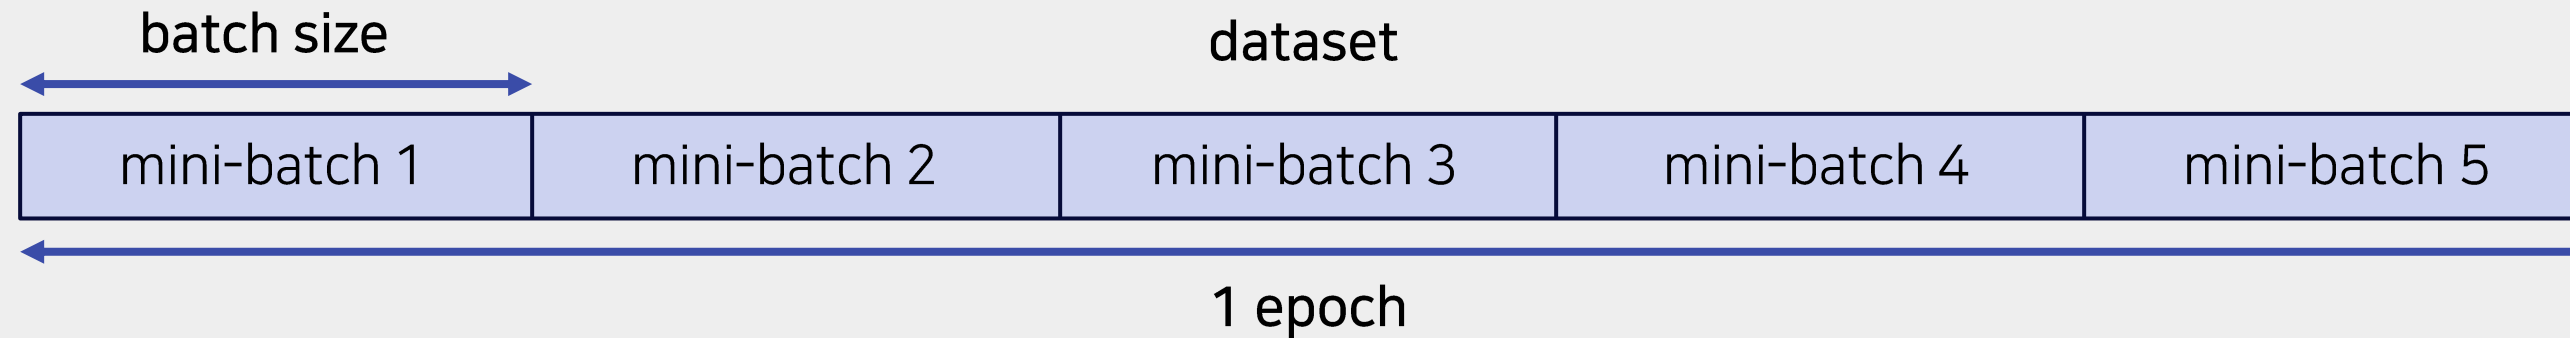 batch size
dataset
mini-batch 1
mini-batch 2
mini-batch 3
mini-batch 4
mini-batch 5
1 epoch